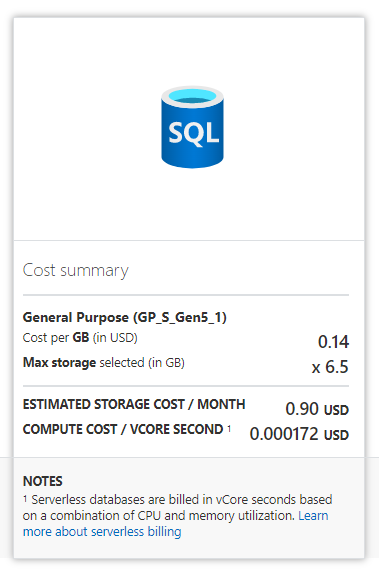 SQL
Cost summary
General Purpose (GP_S_Gen5_1)
Cost per GB (in USD) 0.14
Max storage selected (in GB) x 6.5
ESTIMATED STORAGE COST / MONTH 0.90 USD
COMPUTE COST / VCORE SECOND ¹ 0.000172 USD
NOTES
¹ Serverless databases are billed in vCore seconds based
on a combination of CPU and memory utilization. Learn
more about serverless billing